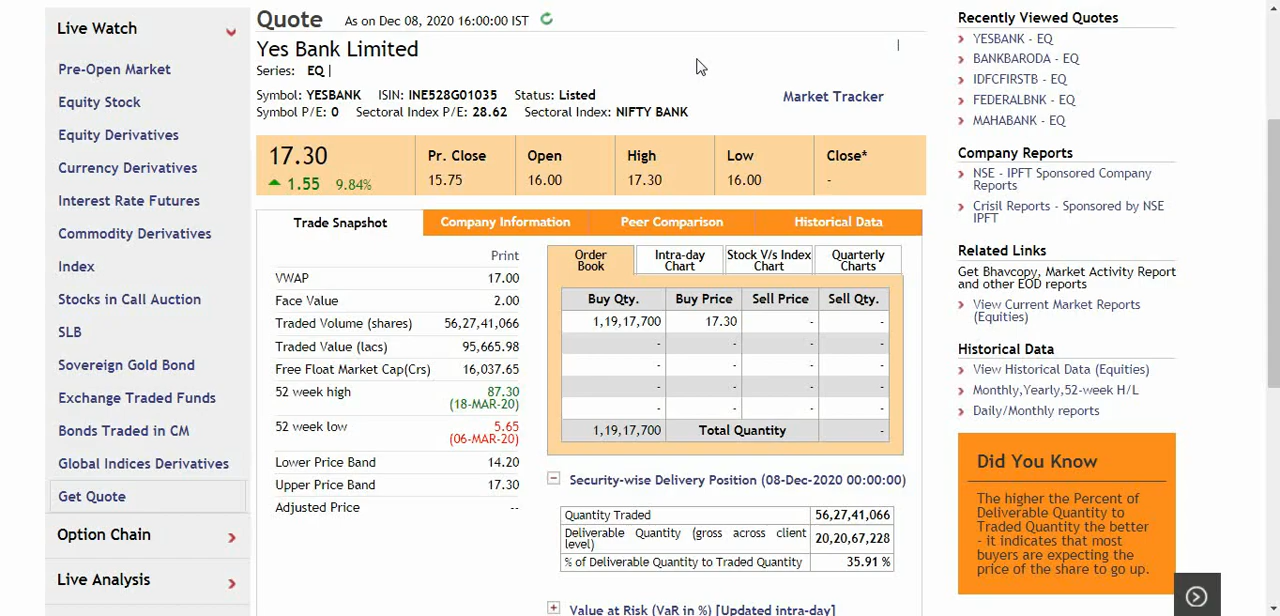 Live Watch
Pre-Open Market
Equity Stock
Equity Derivatives
Currency Derivatives
Interest Rate Futures
Commodity Derivatives
Index
Stocks in Call Auction
SLB
Sovereign Gold Bond
Exchange Traded Funds
Bonds Traded in CM
Global Indices Derivatives
Get Quote
Option Chain
Live Analysis
Quote As on Dec 08, 2020 16:00:00 IST
Yes Bank Limited
Series: EQ |
|
Symbol: YESBANK ISIN: INE528G01035 Status: Listed
Symbol P/E: 0 Sectoral Index P/E: 28.62 Sectoral Index: NIFTY BANK
Market Tracker
17.30 Pr. Close Open High Low Close*
1.55 9.84% 15.75 16.00 17.30 16.00 -
Trade Snapshot Company Information Peer Comparison Historical Data
Print
VWAP 17.00
Face Value 2.00
Traded Volume (shares) 56,27,41,066
Traded Value (lacs) 95,665.98
Free Float Market Cap(Crs) 16,037.65
52 week high 87.30
(18-MAR-20)
52 week low 5.65
(06-MAR-20)
Lower Price Band 14.20
Upper Price Band 17.30
Adjusted Price --
Order Intra-day Stock V/s Index Quarterly
Book Chart Chart Charts
Buy Qty. Buy Price Sell Price Sell Qty.
1,19,17,700 17.30 - -
- - - -
- - - -
- - - -
- - - -
1,19,17,700 Total Quantity -
Security-wise Delivery Position (08-Dec-2020 00:00:00)
Quantity Traded 56,27,41,066
Deliverable Quantity (gross across client
level) 20,20,67,228
% of Deliverable Quantity to Traded Quantity 35.91 %
Value at Risk (VaR in %) [Updated intra-day]
Recently Viewed Quotes
YESBANK - EQ
BANKBARODA - EQ
IDFCFIRSTB - EQ
FEDERALBNK - EQ
MAHABANK - EQ
Company Reports
NSE - IPFT Sponsored Company
Reports
Crisil Reports - Sponsored by NSE
IPFT
Related Links
Get Bhavcopy, Market Activity Report
and other EOD reports
View Current Market Reports
(Equities)
Historical Data
View Historical Data (Equities)
Monthly,Yearly,52-week H/L
Daily/Monthly reports
Did You Know
The higher the Percent of
Deliverable Quantity to
Traded Quantity the better
- it indicates that most
buyers are expecting the
price of the share to go up.